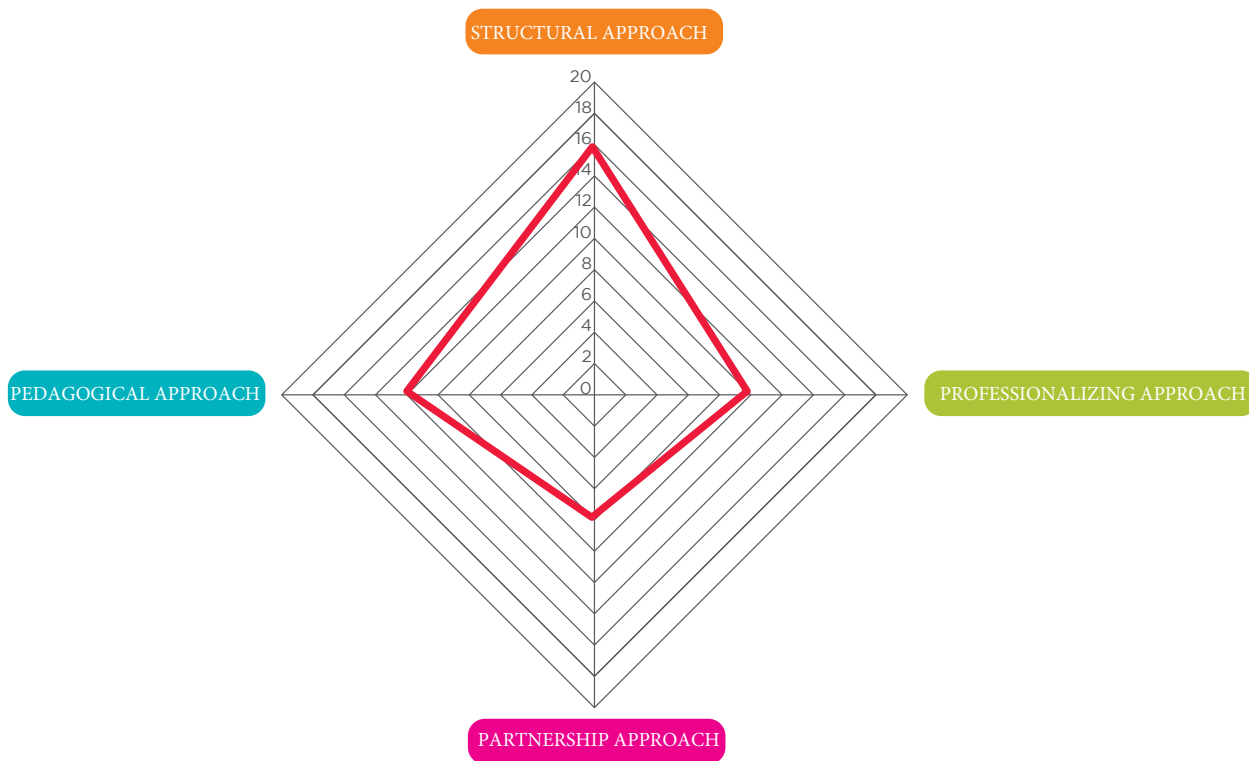 STRUCTURAL APPROACH
20
18
16
14
12
10
8
6
4
2
0
PEDAGOGICAL APPROACH
PROFESSIONALIZING APPROACH
PARTNERSHIP APPROACH